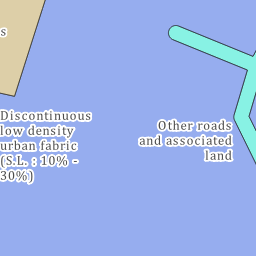 s
Discontinuous
low density
urban fabric
(S.L. : 10% -
30%)
Other roads
and associated
land